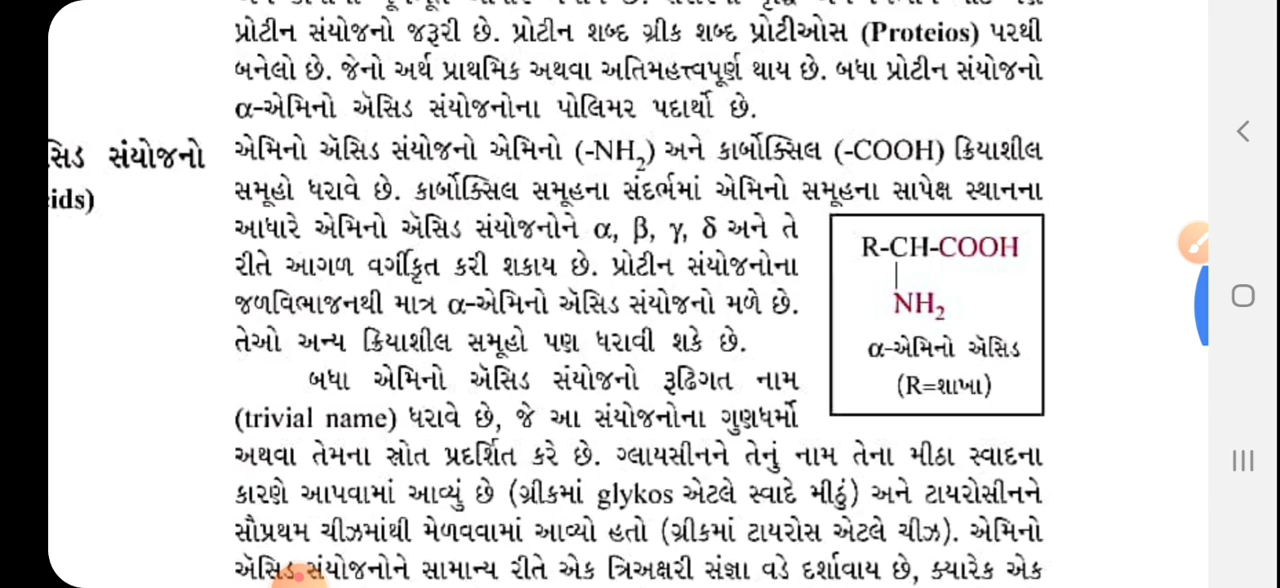 પ્રોટીન સંયોજનો જરૂરી છે. પ્રોટીન શબ્દ ગ્રીક શબ્દ પ્રોટીઓસ (Proteios) પરથી
બનેલો છે. જેનો અર્થ પ્રાથમિક અથવા અતિમહત્ત્વપૂર્ણ થાય છે. બધા પ્રોટીન સંયોજનો
α-એમિનો ઍસિડ સંયોજનોના પોલિમર પદાર્થો છે.
સિડ સંયોજનો
ids)
એમિનો ઍસિડ સંયોજનો એમિનો (-NH₂) અને કાર્બોક્સિલ (-COOH) ક્રિયાશીલ
સમૂહો ધરાવે છે. કાર્બોક્સિલ સમૂહના સંદર્ભમાં એમિનો સમૂહના સાપેક્ષ સ્થાનના
આધારે એમિનો ઍસિડ સંયોજનોને α, β, γ, δ અને તે
રીતે આગળ વર્ગીકૃત કરી શકાય છે. પ્રોટીન સંયોજનોના
જળવિભાજનથી માત્ર α-એમિનો ઍસિડ સંયોજનો મળે છે.
તેઓ અન્ય ક્રિયાશીલ સમૂહો પણ ધરાવી શકે છે.
R-CH-COOH
NH₂
α-એમિનો ઍસિડ
(R=શાખા)
બધા એમિનો ઍસિડ સંયોજનો રૂઢિગત નામ
(trivial name) ધરાવે છે, જે આ સંયોજનોના ગુણધર્મો
અથવા તેમના સ્રોત પ્રદર્શિત કરે છે. ગ્લાયસીનને તેનું નામ તેના મીઠા સ્વાદના
કારણે આપવામાં આવ્યું છે (ગ્રીકમાં glykos એટલે સ્વાદે મીઠું) અને ટાયરોસીનને
સૌપ્રથમ ચીઝમાંથી મેળવવામાં આવ્યો હતો (ગ્રીકમાં ટાયરોસ એટલે ચીઝ). એમિનો
ઍસિડ સંયોજનોને સામાન્ય રીતે એક ત્રિઅક્ષરી સંજ્ઞા વડે દર્શાવાય છે, ક્યારેક એક